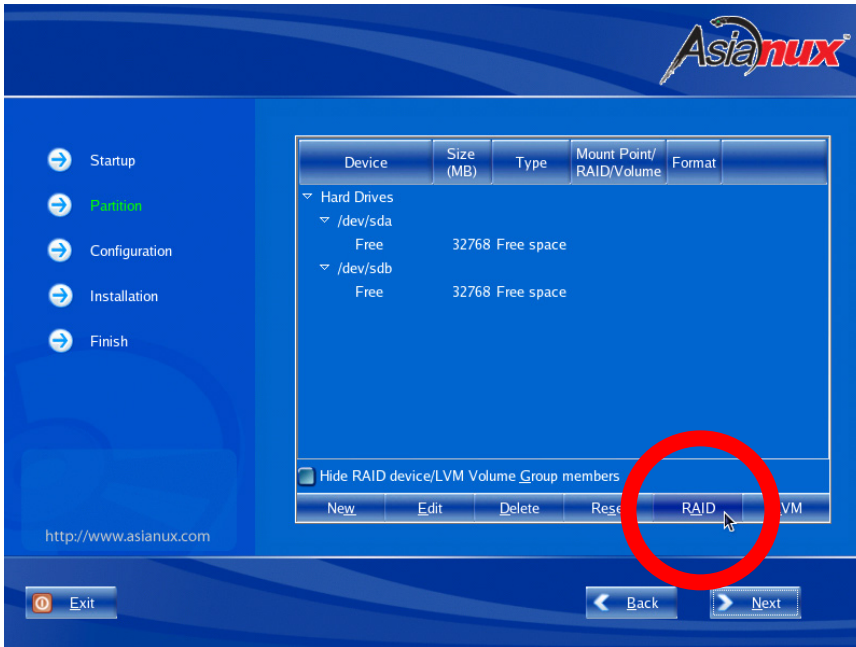 Asianux
Startup
Partition
Configuration
Installation
Finish
http://www.asianux.com
Device Size (MB) Type Mount Point/ RAID/Volume Format
Hard Drives
/dev/sda
Free 32768 Free space
/dev/sdb
Free 32768 Free space
Hide RAID device/LVM Volume Group members
New Edit Delete Rese RAID VM
Exit Back Next